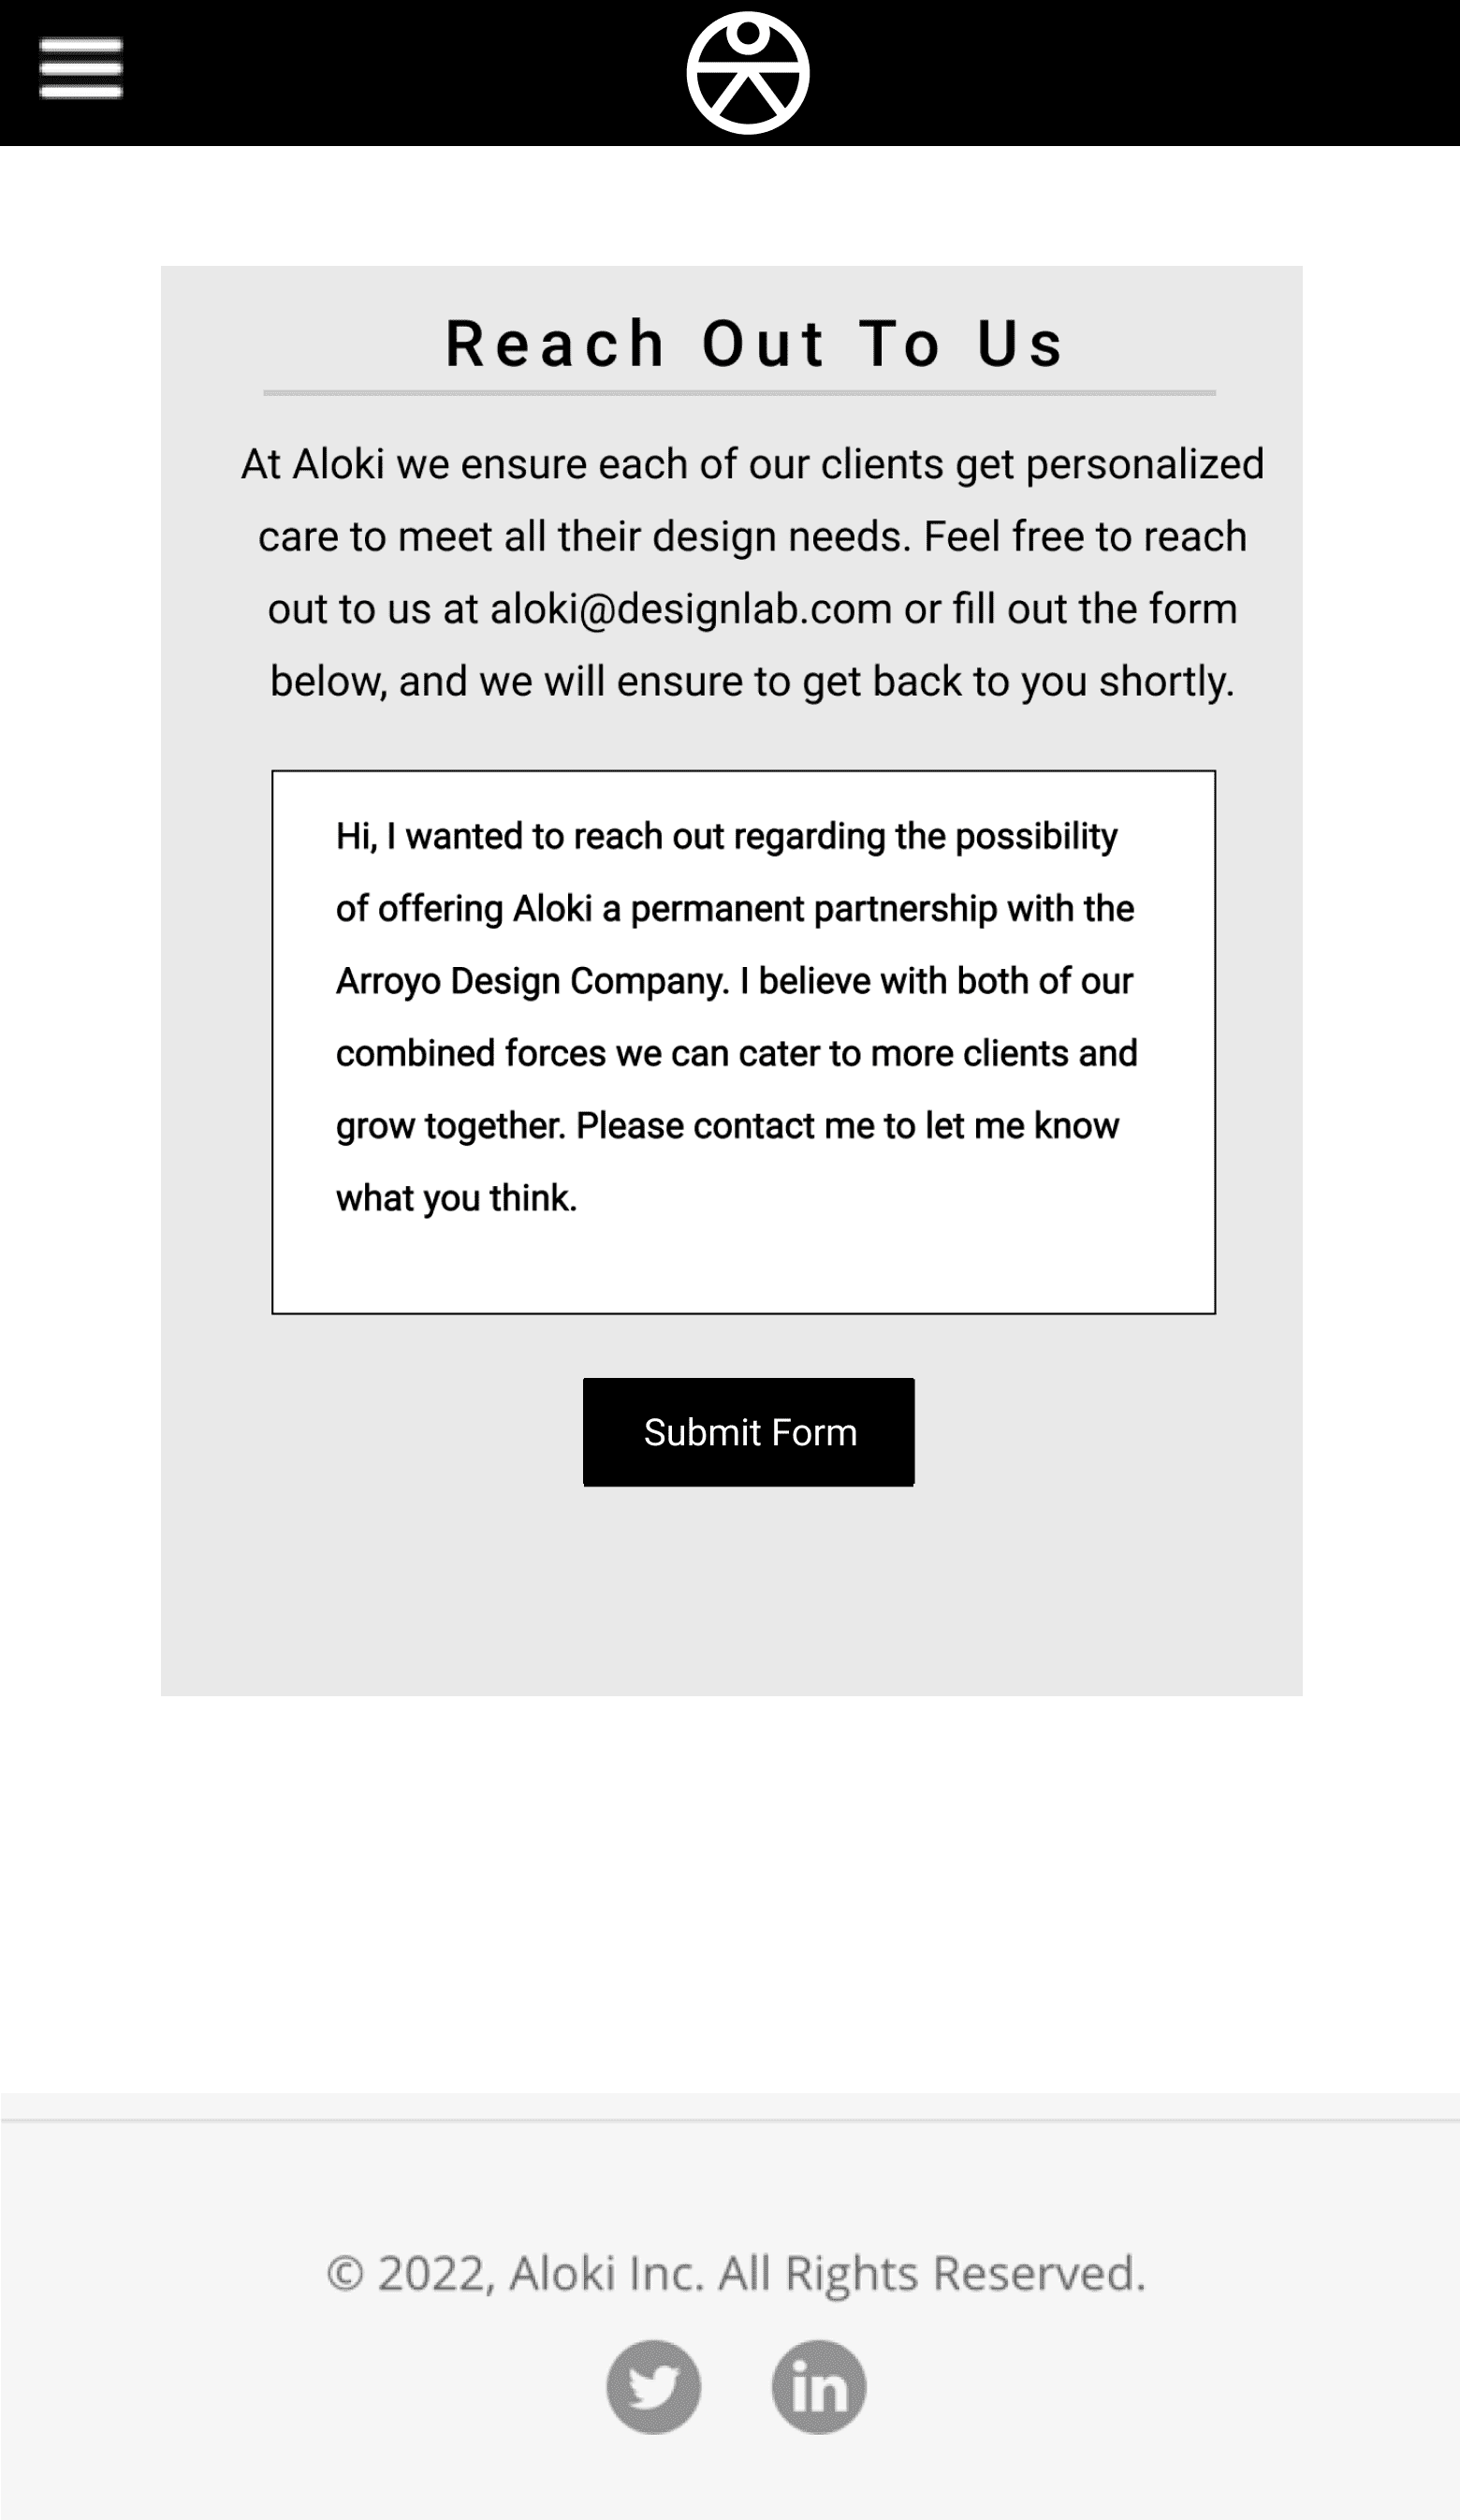 Reach Out To Us
At Aloki we ensure each of our clients get personalized
care to meet all their design needs. Feel free to reach
out to us at aloki@designlab.com or fill out the form
below, and we will ensure to get back to you shortly.
Hi, I wanted to reach out regarding the possibility
of offering Aloki a permanent partnership with the
Arroyo Design Company. I believe with both of our
combined forces we can cater to more clients and
grow together. Please contact me to let me know
what you think.
Submit Form
© 2022, Aloki Inc. All Rights Reserved.
in